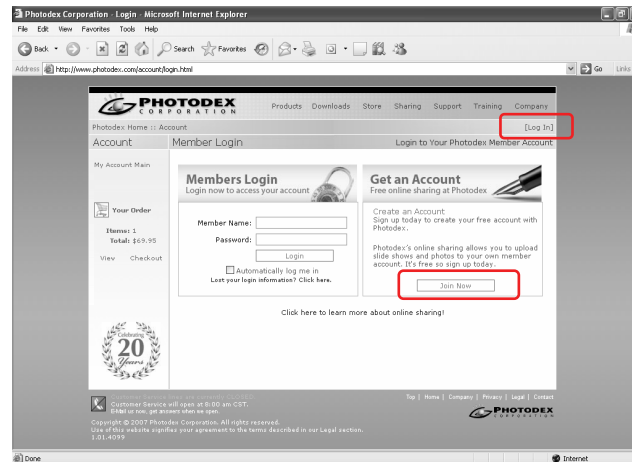 Photodex Corporation - Login - Microsoft Internet Explorer
File Edit View Favorites Tools Help
Back Search Favorites
Address http://www.photodex.com/account/login.html Go Links
PHOTODEX
CORPORATION
Products Downloads Store Sharing Support Training Company
Photodex Home :: Account [Log In]
Account Member Login Login to Your Photodex Member Account
My Account Main
Your Order
Items: 1
Total: $69.95
View Checkout
Celebrating
20
Years
Members Login
Login now to access your account
Member Name:
Password:
Login
Automatically log me in
Lost your login information? Click here.
Get an Account
Free online sharing at Photodex
Create an Account
Sign up today to create your free account with
Photodex.
Photodex's online sharing allows you to upload
slide shows and photos to your own member
account. It's free so sign up today.
Join Now
Click here to learn more about online sharing!
Customer Service lines are currently CLOSED.
Customer Service will open at 8:00 am CST.
E-Mail us now, get answers when we open.
Top | Home | Company | Privacy | Legal | Contact
PHOTODEX
CORPORATION
Copyright © 2007 Photodex Corporation. All rights reserved.
Use of this website signifies your agreement to the terms described in our Legal section.
1.01.4099
Done Internet